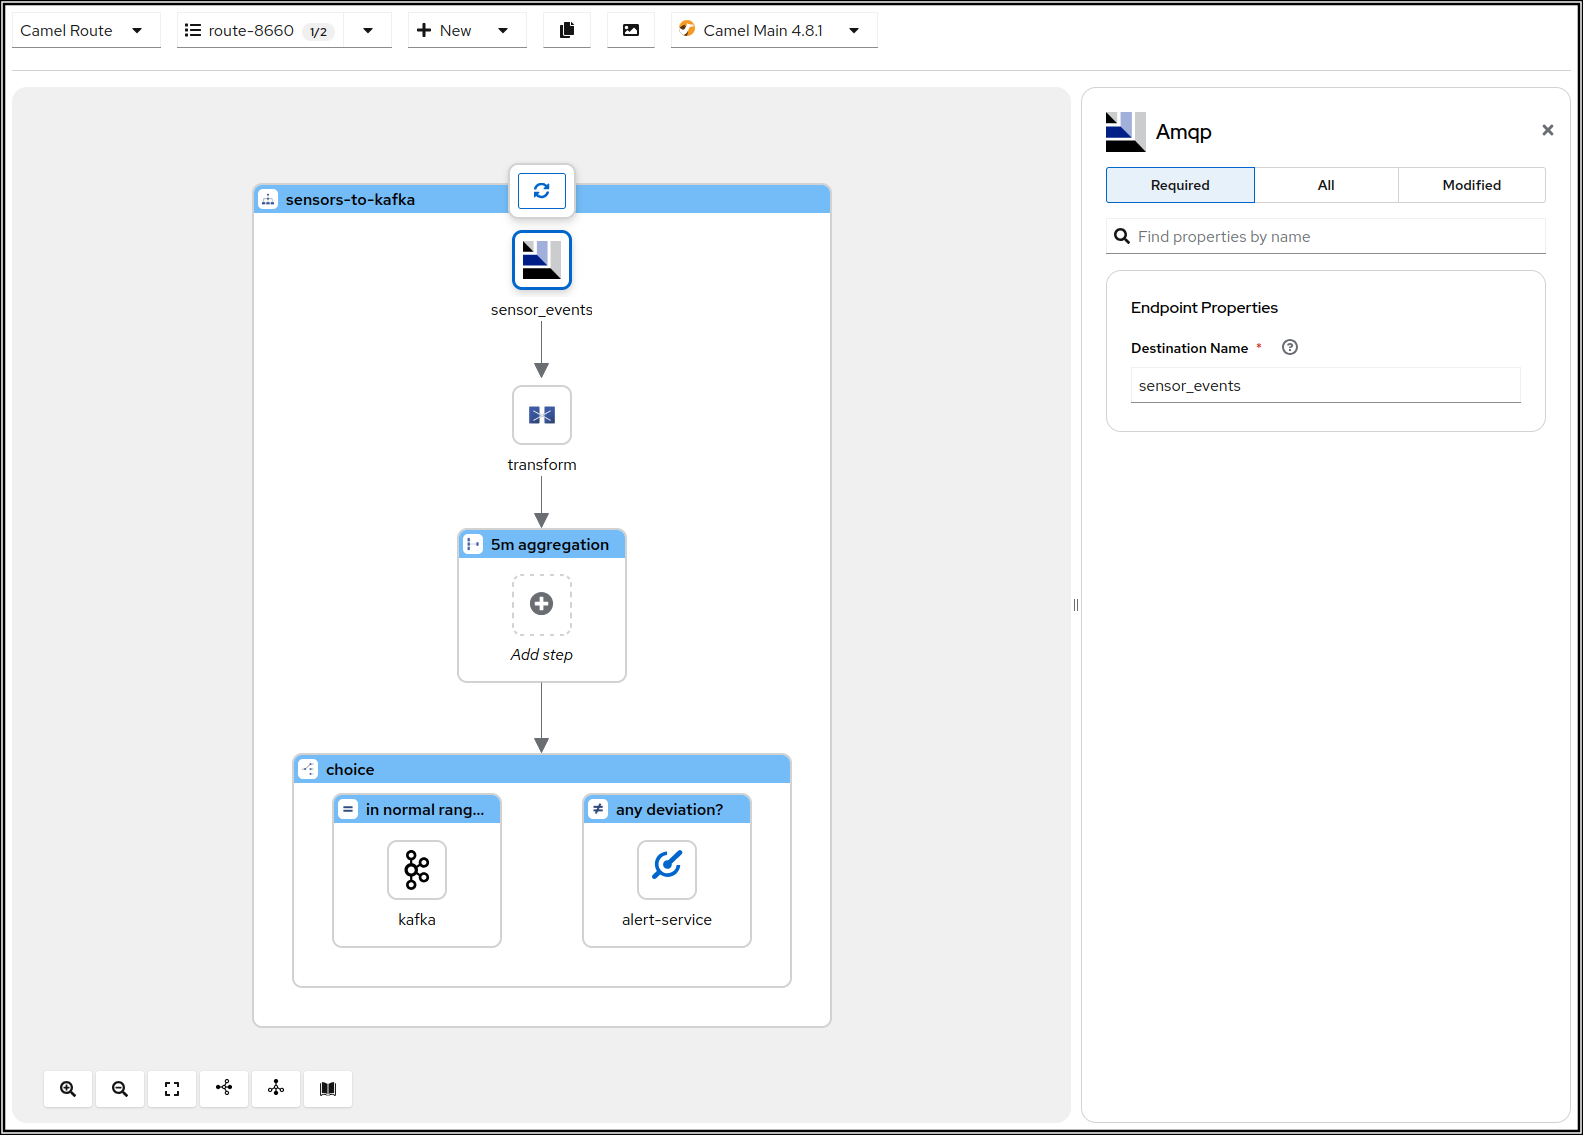 Camel Route
route-8660 1/2
New
Camel Main 4.8.1
sensors-to-kafka
sensor_events
transform
5m aggregation
Add step
choice
in normal rang...
any deviation?
kafka
alert-service
Amqp
Required
All
Modified
Find properties by name
Endpoint Properties
Destination Name *
sensor_events